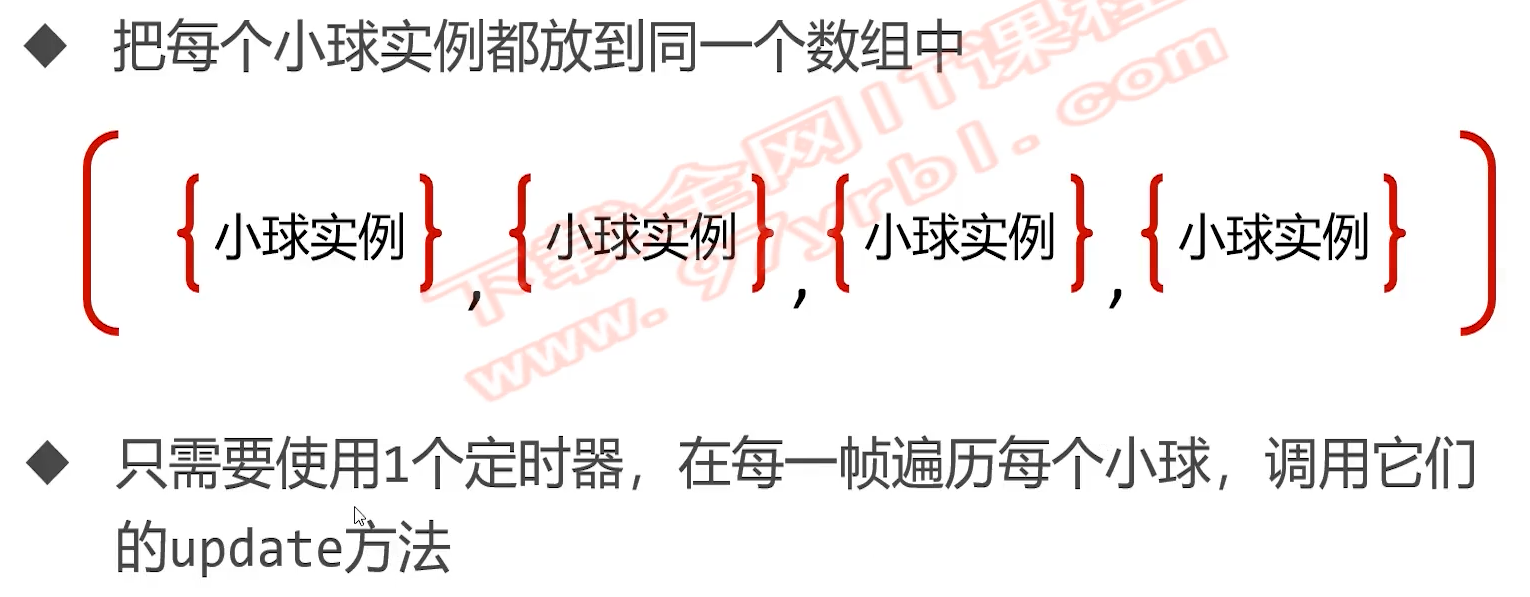 把每个小球实例都放到同一个数组中
{小球实例},{小球实例},{小球实例},{小球实例}
下载全网IT课程
www.97yrbl.com
只需要使用1个定时器，在每一帧遍历每个小球，调用它们
的update方法